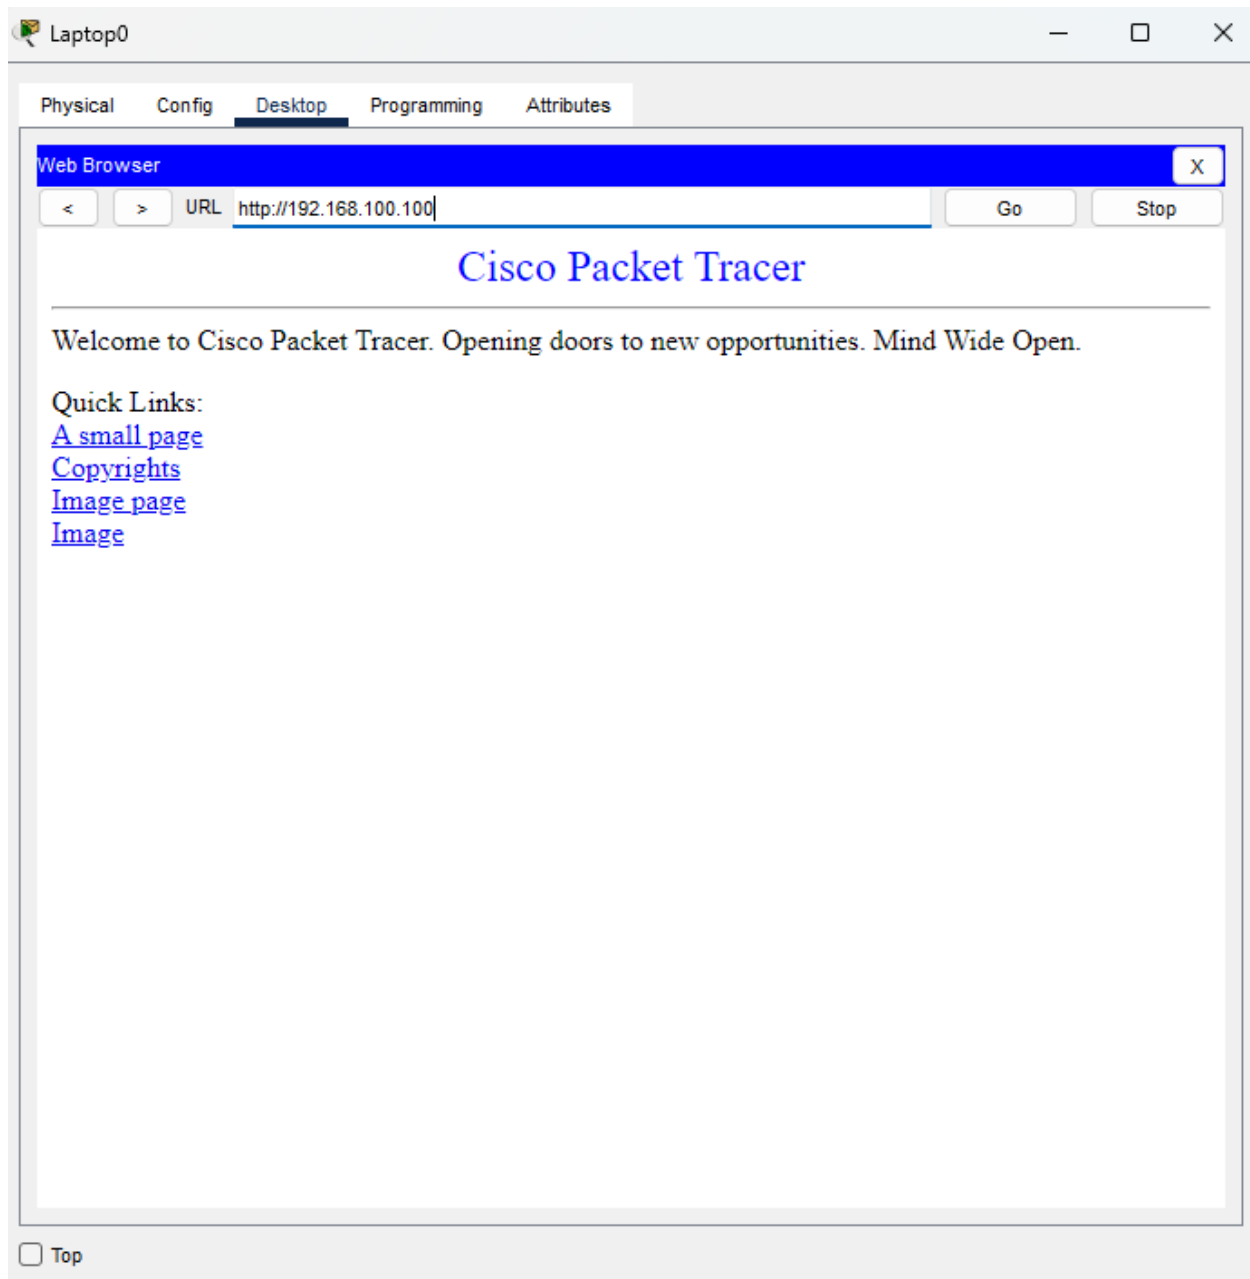 Laptop0
Physical Config Desktop Programming Attributes
Web Browser X
< > URL http://192.168.100.100 Go Stop
Cisco Packet Tracer
Welcome to Cisco Packet Tracer. Opening doors to new opportunities. Mind Wide Open.
Quick Links:
A small page
Copyrights
Image page
Image
Top